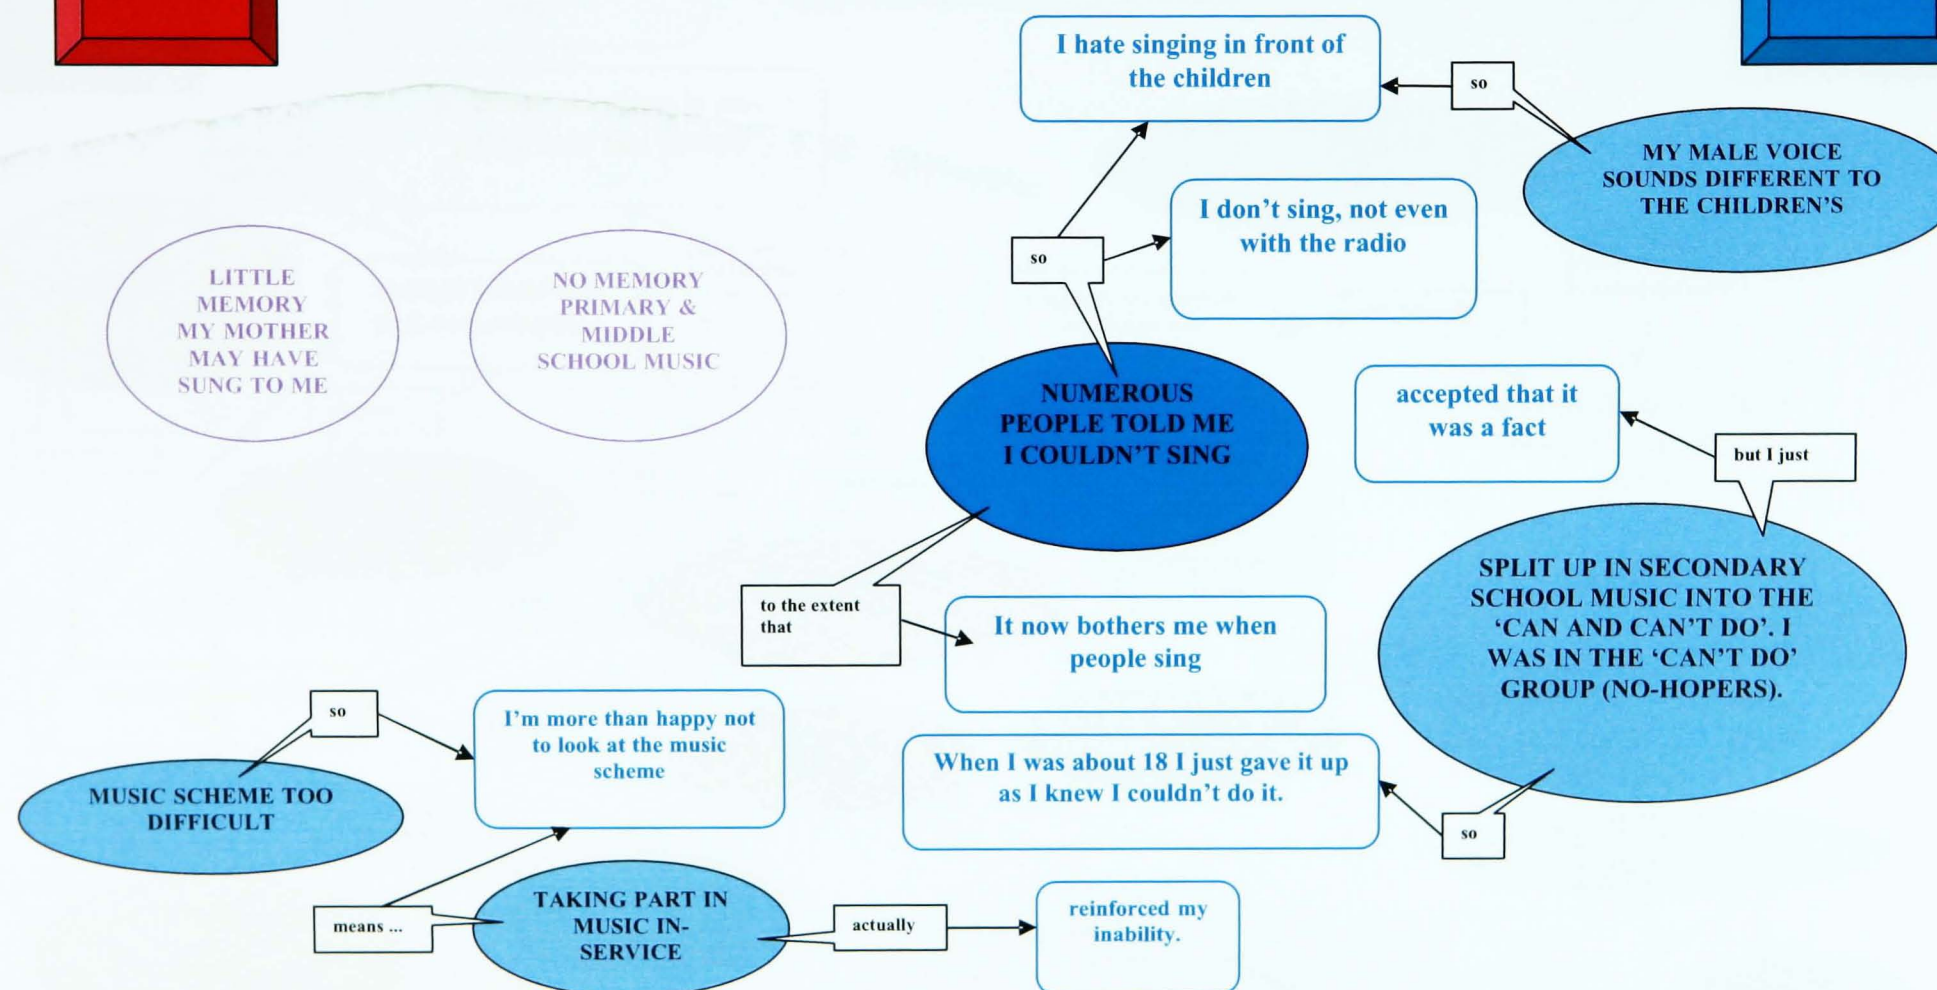 I hate singing in front of
the children
so
MY MALE VOICE
SOUNDS DIFFERENT TO
THE CHILDREN'S
I don't sing, not even
with the radio
so
LITTLE
MEMORY
MY MOTHER
MAY HAVE
SUNG TO ME
NO MEMORY
PRIMARY &
MIDDLE
SCHOOL MUSIC
NUMEROUS
PEOPLE TOLD ME
I COULDN'T SING
accepted that it
was a fact
but I just
SPLIT UP IN SECONDARY
SCHOOL MUSIC INTO THE
'CAN AND CAN'T DO'. I
WAS IN THE 'CAN'T DO'
GROUP (NO-HOPERS).
to the extent
that
It now bothers me when
people sing
so
I'm more than happy not
to look at the music
scheme
When I was about 18 I just gave it up
as I knew I couldn't do it.
so
MUSIC SCHEME TOO
DIFFICULT
means ...
TAKING PART IN
MUSIC IN-
SERVICE
actually
reinforced my
inability.